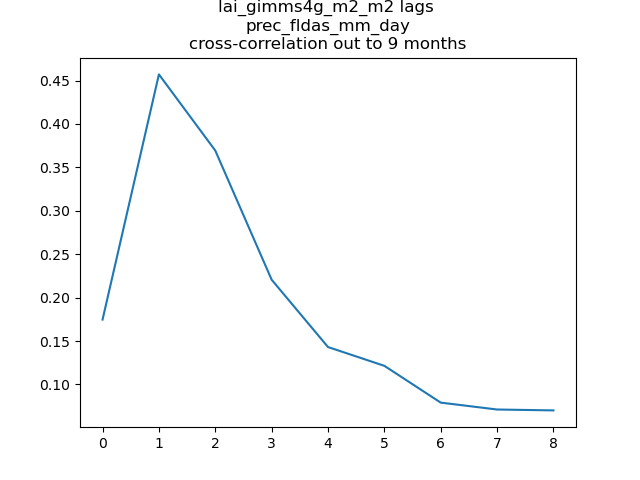 lai_gimms4g_m2_m2 lags
prec_fldas_mm_day
cross-correlation out to 9 months
0.45
0.40
0.35
0.30
0.25
0.20
0.15
0.10
0 1 2 3 4 5 6 7 8